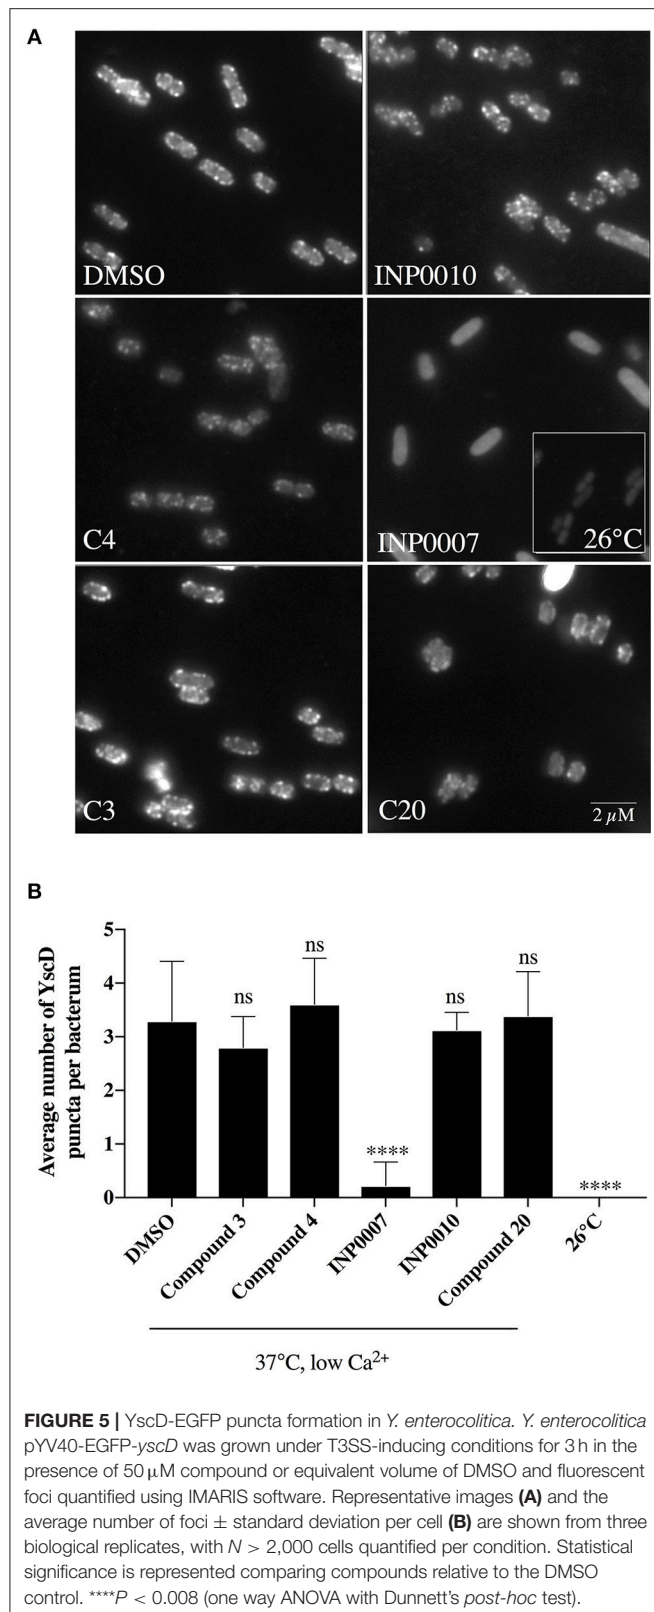 A
DMSO
INP0010
C4
INP0007
26°C
C3
C20
2 μM
B
Average number of YscD
puncta per bacterum
5
4
3
2
1
0
ns
ns
****
ns
ns
****
DMSO
Compound 3
Compound 4
INP0007
INP0010
Compound 20
26°C
37°C, low Ca²⁺
FIGURE 5 | YscD-EGFP puncta formation in Y. enterocolitica. Y. enterocolitica
pYV40-EGFP-yscD was grown under T3SS-inducing conditions for 3 h in the
presence of 50 μM compound or equivalent volume of DMSO and fluorescent
foci quantified using IMARIS software. Representative images (A) and the
average number of foci ± standard deviation per cell (B) are shown from three
biological replicates, with N > 2,000 cells quantified per condition. Statistical
significance is represented comparing compounds relative to the DMSO
control. ****P < 0.008 (one way ANOVA with Dunnett's post-hoc test).